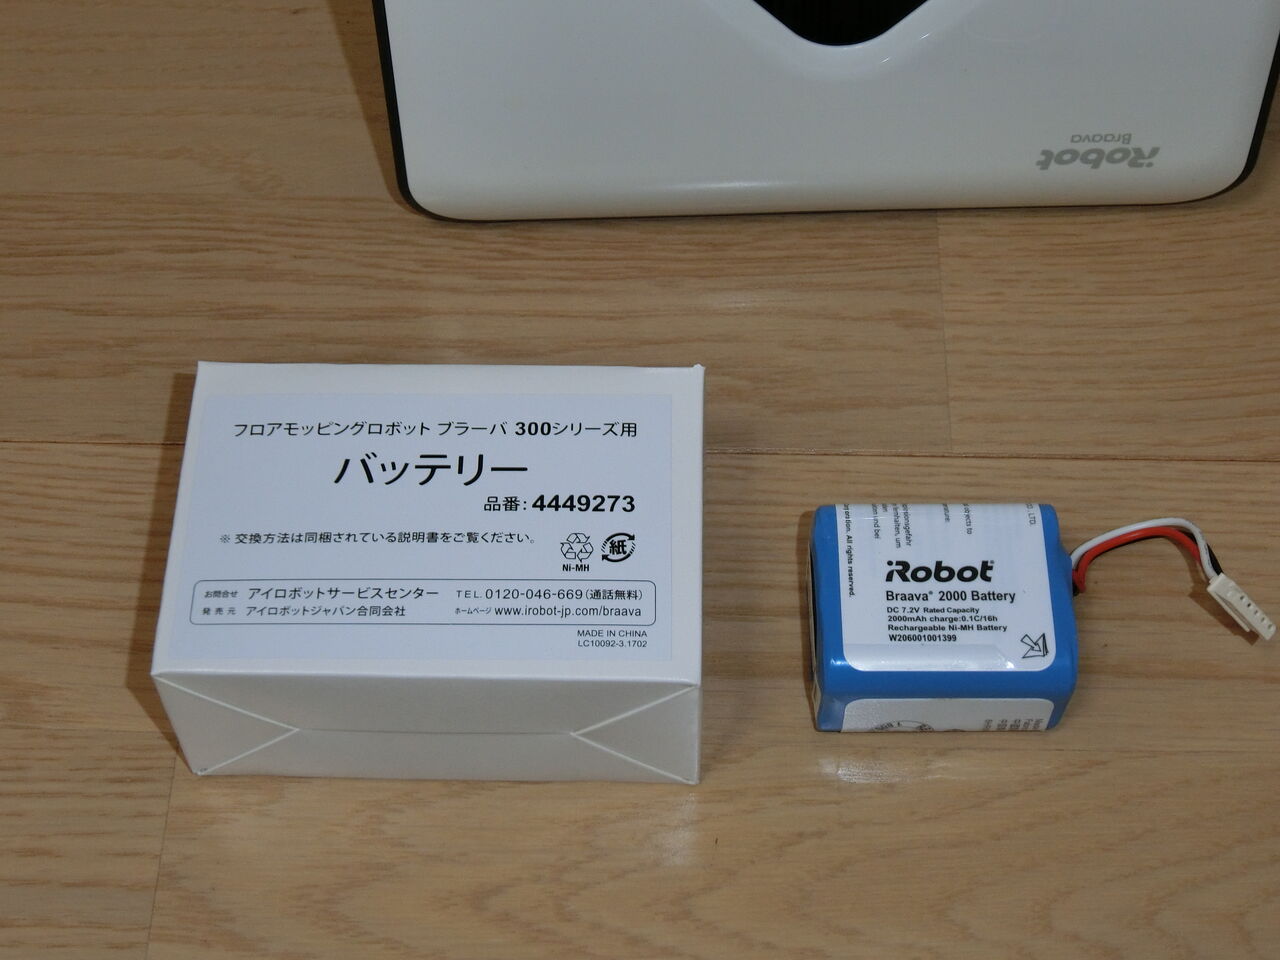 iRobot
Braava
フロアモッピングロボット ブラーバ 300シリーズ用
バッテリー
品番: 4449273
※ 交換方法は同梱されている説明書をご覧ください。
Ni-MH
紙
お問合せ アイロボットサービスセンター TEL. 0120-046-669 (通話無料)
発売元 アイロボットジャパン合同会社 ホームページ www.irobot-jp.com/braava
MADE IN CHINA
LC10092-3.1702
iRobot
Braava® 2000 Battery
DC 7.2V Rated Capacity
2000mAh charge:0.1C/16h
Rechargeable Ni-MH Battery
W206001001399
All rights reserved.